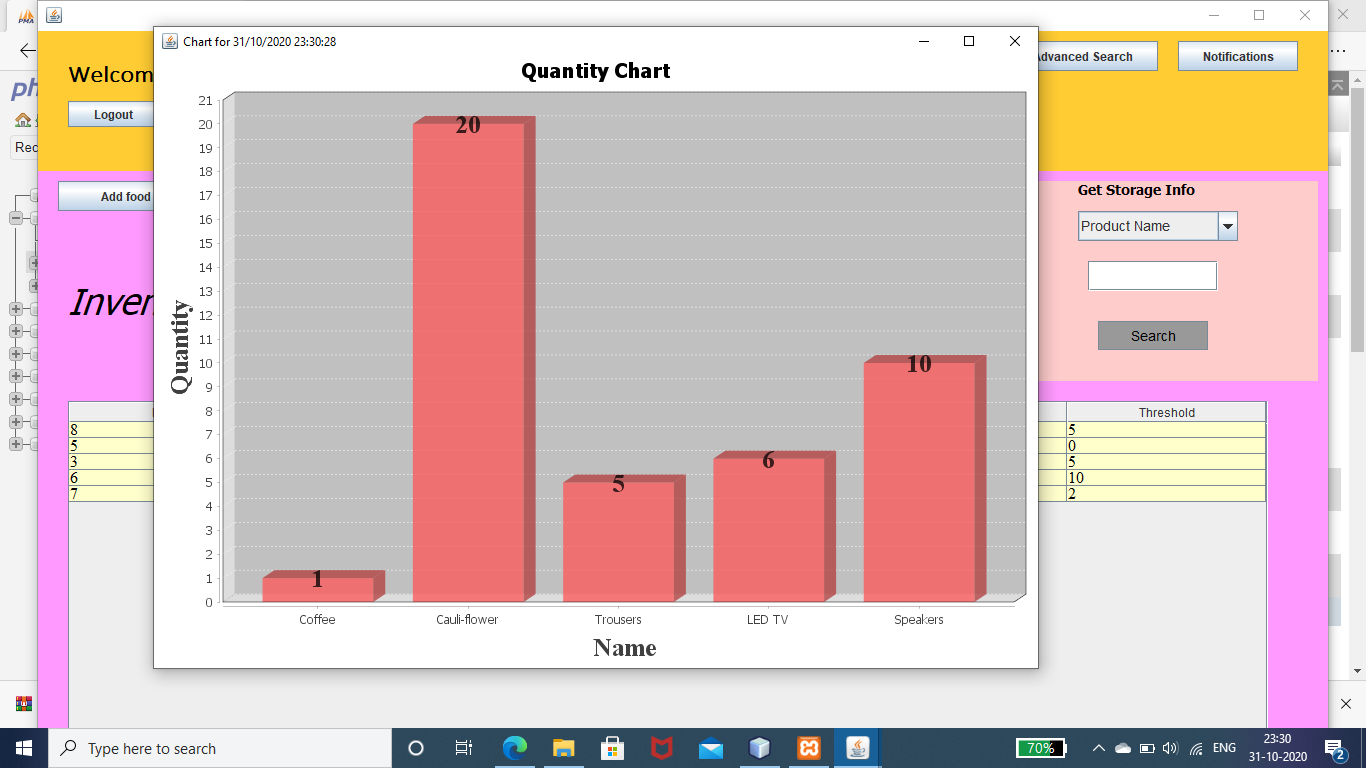 PMA
Chart for 31/10/2020 23:30:28
Welcom
Advanced Search
Notifications
Logout
ph
Rec
Add food
Inver
Get Storage Info
Product Name
Search
Quantity Chart
Quantity
21
20
19
18
17
16
15
14
13
12
11
10
9
8
7
6
5
4
3
2
1
0
1
20
5
6
10
Coffee
Cauli-flower
Trousers
LED TV
Speakers
Name
Threshold
8
5
5
0
3
5
6
10
7
2
Type here to search
70%
ENG
23:30
31-10-2020
2